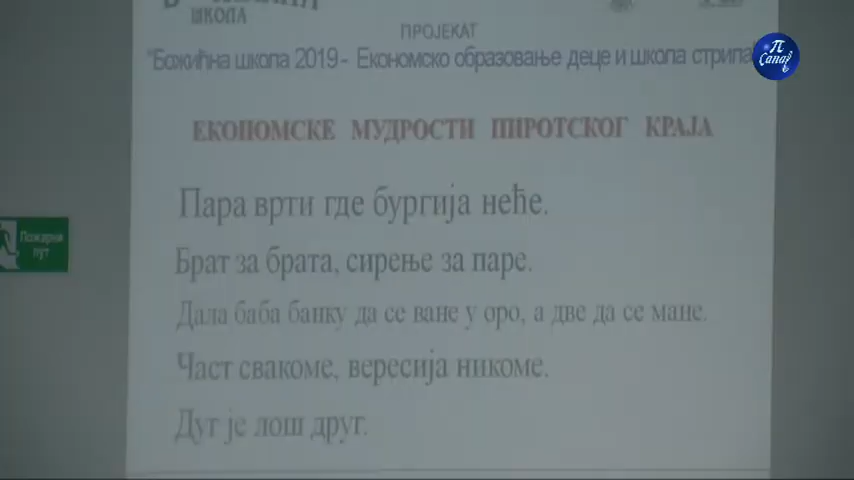 ШКОЛА
ПРОЈЕКАТ
"Божићна школа 2019 - Економско образовање деце и школа стрипа"
ЕКОНОМСКЕ МУДРОСТИ ПИРОТСКОГ КРАЈА
Пара врти где бургија неће.
Брат за брата, сирење за паре.
Дала баба банку да се ване у оро, а две да се мане.
Част свакоме, вересија никоме.
Дуг је лош друг.
Пожарни
пут
π
Санар